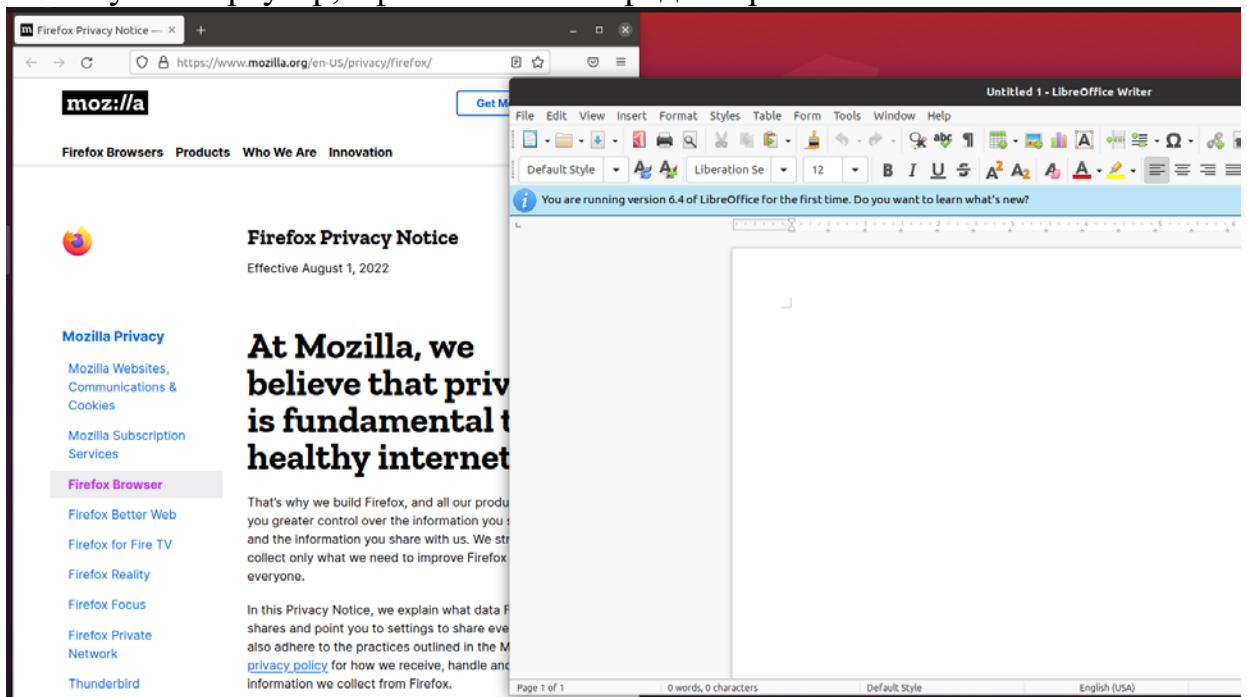 Firefox Privacy Notice —
https://www.mozilla.org/en-US/privacy/firefox/
moz://a
Firefox Browsers Products Who We Are Innovation
Firefox Privacy Notice
Effective August 1, 2022
Mozilla Privacy
Mozilla Websites,
Communications &
Cookies
Mozilla Subscription
Services
Firefox Browser
Firefox Better Web
Firefox for Fire TV
Firefox Reality
Firefox Focus
Firefox Private
Network
Thunderbird
At Mozilla, we
believe that priv
is fundamental t
healthy internet
That's why we build Firefox, and all our produ
you greater control over the information you s
and the information you share with us. We str
collect only what we need to improve Firefox
everyone.
In this Privacy Notice, we explain what data F
shares and point you to settings to share eve
also adhere to the practices outlined in the M
privacy policy for how we receive, handle and
information we collect from Firefox.
Untitled 1 - LibreOffice Writer
File Edit View Insert Format Styles Table Form Tools Window Help
Default Style Liberation Se 12
You are running version 6.4 of LibreOffice for the first time. Do you want to learn what's new?
Page 1 of 1 0 words, 0 characters Default Style English (USA)